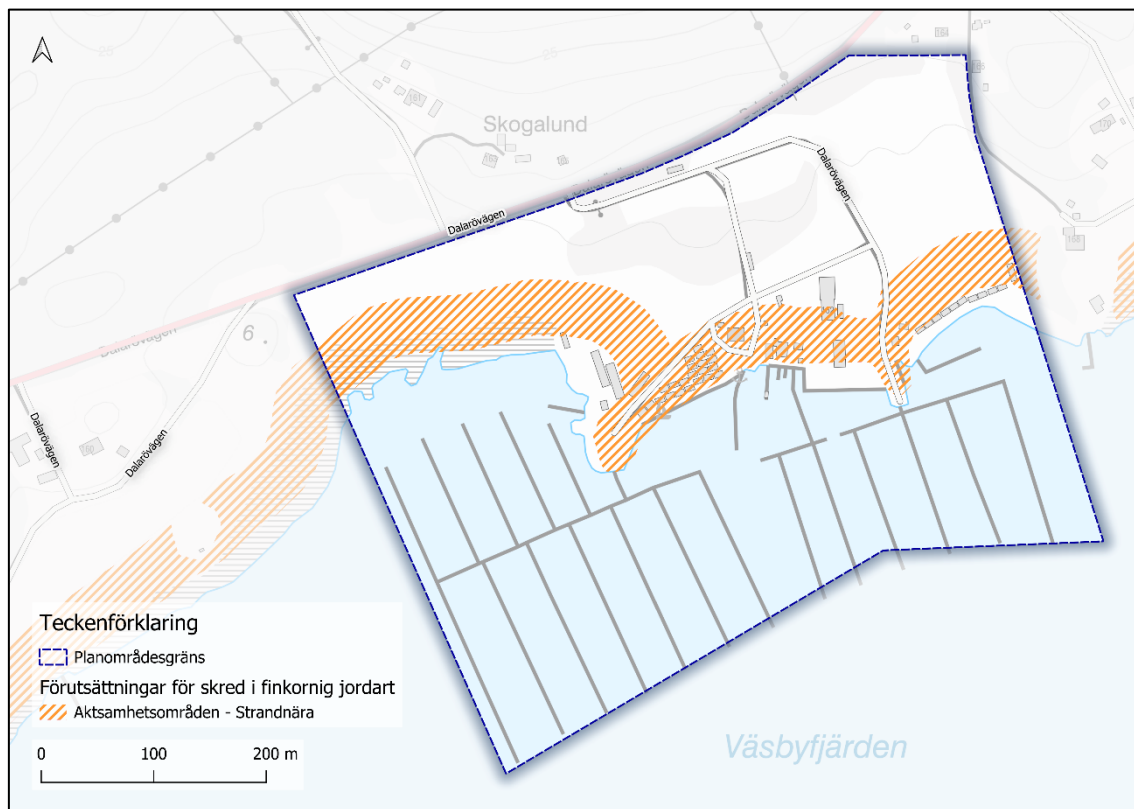 Skogalund
Dalarövägen
Dalarövägen
Dalarövägen
6
Dalarövägen
Dalarövägen
Teckenförklaring
Planområdesgräns
Förutsättningar för skred i finkornig jordart
Aktsamhetsområden - Strandnära
0 100 200 m
Väsbyfjärden